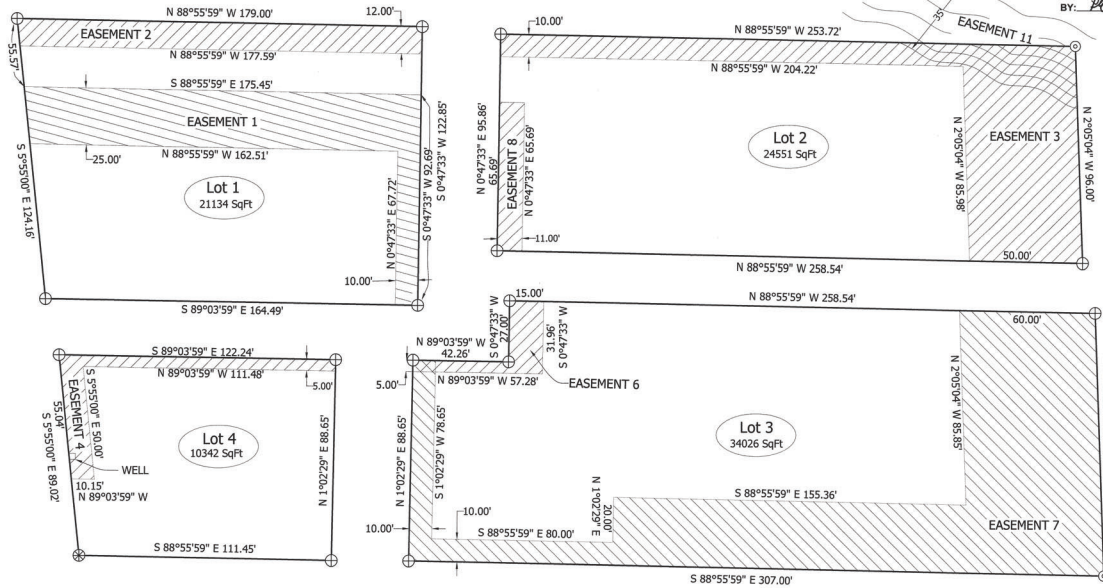 BY:
N 88°55'59" W 179.00'
12.00'
EASEMENT 2
N 88°55'59" W 177.59'
55.57'
S 88°55'59" E 175.45'
EASEMENT 1
25.00'
N 88°55'59" W 162.51'
S 5°55'00" E 124.16'
Lot 1
21134 SqFt
N 0°47'33" E 67.72'
S 0°47'33" W 92.69'
S 0°47'33" W 122.85'
10.00'
S 89°03'59" E 164.49'
10.00'
N 88°55'59" W 253.72'
35'
EASEMENT 11
N 88°55'59" W 204.22'
N 0°47'33" E 95.86'
65.69'
EASEMENT 8
N 0°47'33" E 65.69'
Lot 2
24551 SqFt
N 2°05'04" W 85.98'
EASEMENT 3
N 2°05'04" W 96.00'
11.00'
50.00'
N 88°55'59" W 258.54'
S 89°03'59" E 122.24'
N 89°03'59" W 111.48'
5.00'
EASEMENT 4
S 5°55'00" E 50.00'
55.04'
S 5°55'00" E 89.02'
WELL
10.15'
N 89°03'59" W
Lot 4
10342 SqFt
N 1°02'29" E 88.65'
S 88°55'59" E 111.45'
15.00'
N 88°55'59" W 258.54'
60.00'
N 89°03'59" W
42.26'
S 0°47'33" W
27.00'
31.96'
S 0°47'33" W
5.00'
N 89°03'59" W 57.28'
EASEMENT 6
N 1°02'29" E 88.65'
S 1°02'29" W 78.65'
Lot 3
34026 SqFt
N 2°05'04" W 85.85'
10.00'
10.00'
S 88°55'59" E 80.00'
N 1°02'29" E
20.00'
S 88°55'59" E 155.36'
EASEMENT 7
S 88°55'59" E 307.00'